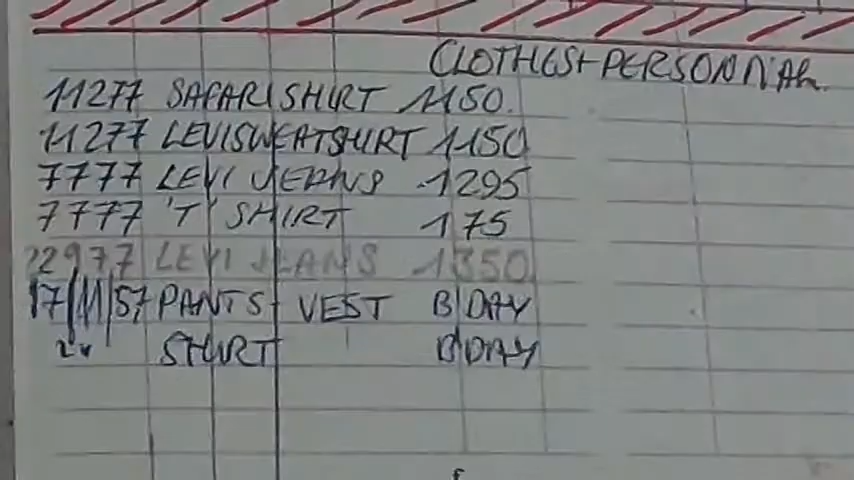 CLOTHES+PERSONNAL
11277 SAFARI SHIRT 1150.
11277 LEVI SWEATSHIRT 1150
7777 LEVI JEANS 1295
7777 'T' SHIRT 175
22977 LEVI JEANS 1350
17/11/57 PANTS + VEST B/DAY
SHIRT B'DAY